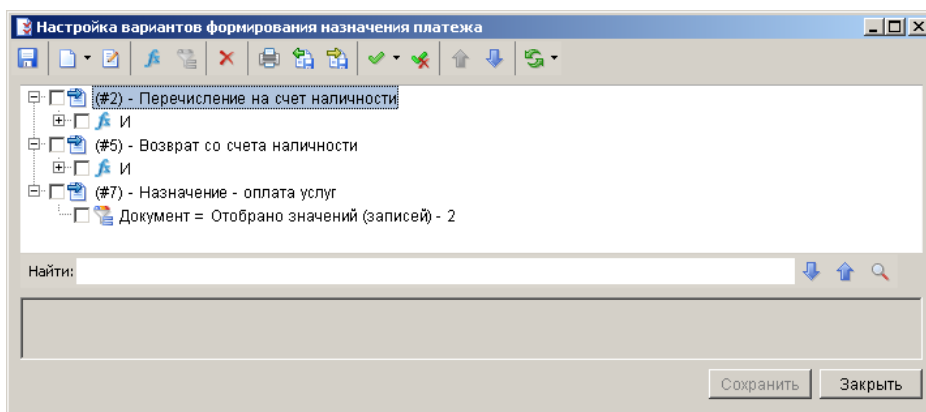 Настройка вариантов формирования назначения платежа
(#2) - Перечисление на счет наличности
И
(#5) - Возврат со счета наличности
И
(#7) - Назначение - оплата услуг
Документ = Отобрано значений (записей) - 2
Найти:
Сохранить Закрыть